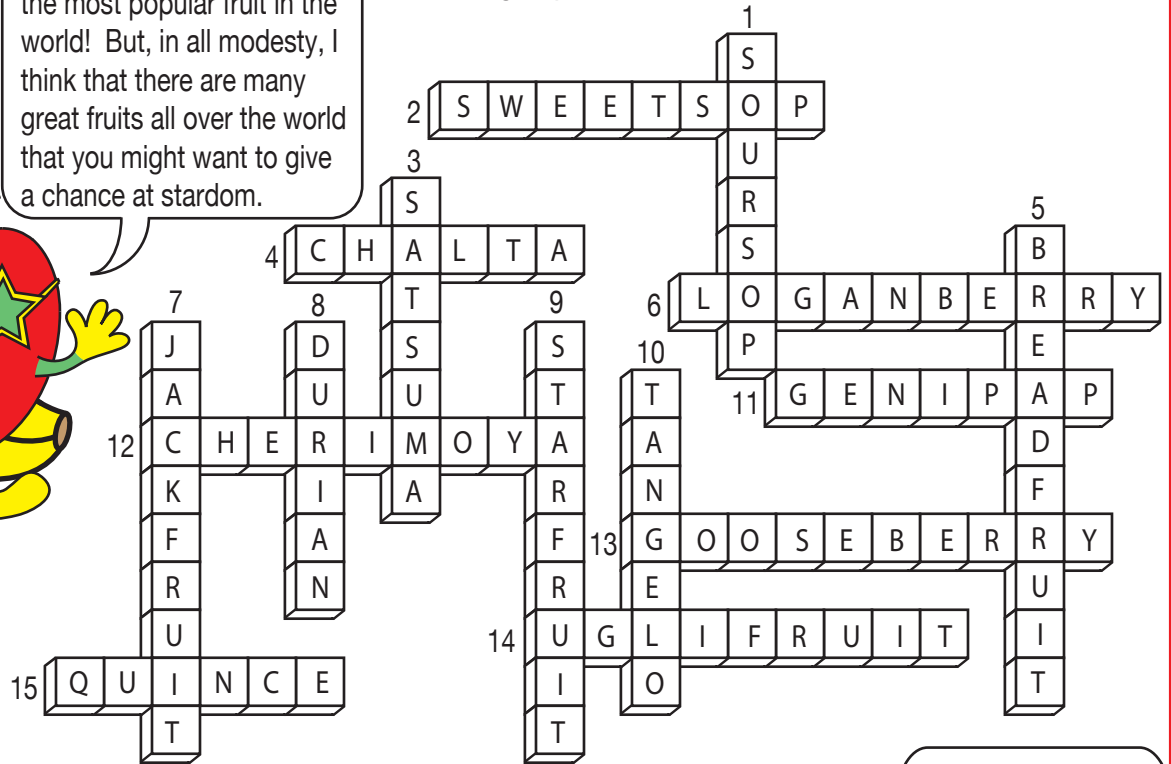 the most popular fruit in the
world! But, in all modesty, I
think that there are many
great fruits all over the world
that you might want to give
a chance at stardom.
1 SOURSOP
2 SWEETSOP
3 SATSUMA
4 CHALTA
5 BREADFRUIT
6 LOGANBERRY
7 JACKFRUIT
8 DURIAN
9 STARFRUIT
10 TANGELO
11 GENIPAP
12 CHERIMOYA
13 GOOSEBERRY
14 UGLIFRUIT
15 QUINCE